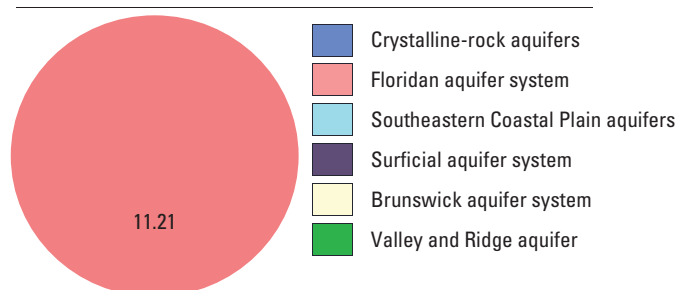 Crystalline-rock aquifers
Floridan aquifer system
Southeastern Coastal Plain aquifers
Surficial aquifer system
Brunswick aquifer system
Valley and Ridge aquifer
11.21